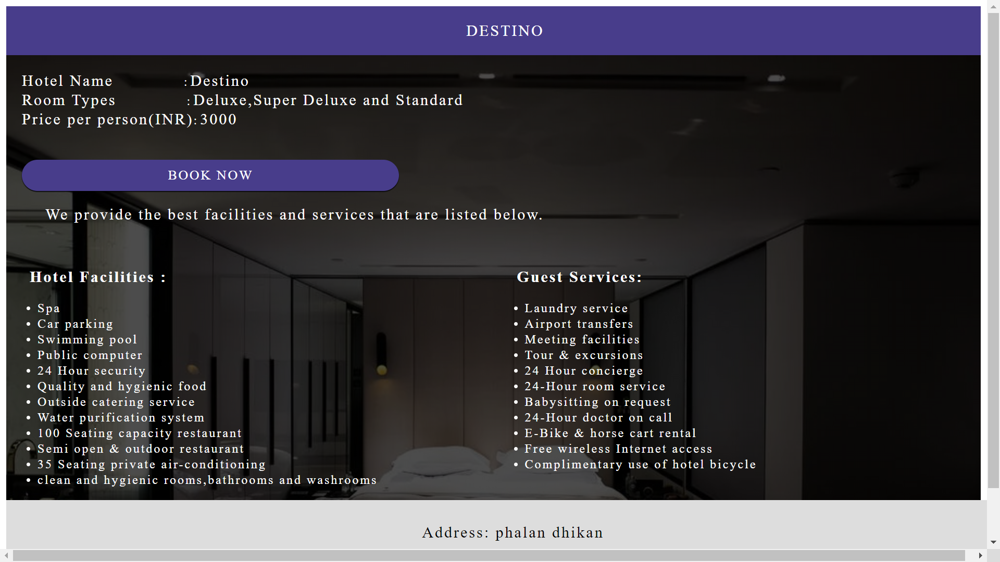 DESTINO
Hotel Name : Destino
Room Types : Deluxe,Super Deluxe and Standard
Price per person(INR): 3000
BOOK NOW
We provide the best facilities and services that are listed below.
Hotel Facilities :
• Spa
• Car parking
• Swimming pool
• Public computer
• 24 Hour security
• Quality and hygienic food
• Outside catering service
• Water purification system
• 100 Seating capacity restaurant
• Semi open & outdoor restaurant
• 35 Seating private air-conditioning
• clean and hygienic rooms,bathrooms and washrooms
Guest Services:
• Laundry service
• Airport transfers
• Meeting facilities
• Tour & excursions
• 24 Hour concierge
• 24-Hour room service
• Babysitting on request
• 24-Hour doctor on call
• E-Bike & horse cart rental
• Free wireless Internet access
• Complimentary use of hotel bicycle
Address: phalan dhikan